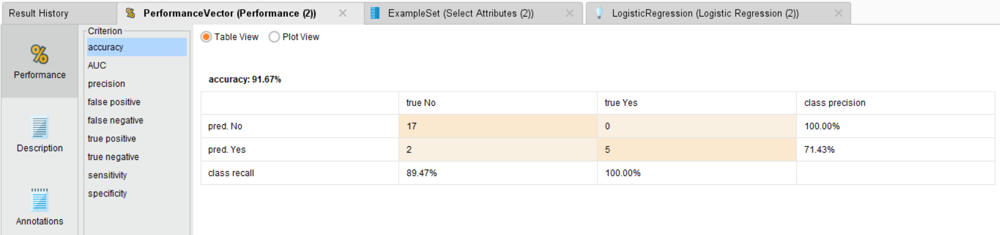 Result History
PerformanceVector (Performance (2))
ExampleSet (Select Attributes (2))
LogisticRegression (Logistic Regression (2))
Performance
Description
Annotations
Criterion
accuracy
AUC
precision
false positive
false negative
true positive
true negative
sensitivity
specificity
Table View Plot View
accuracy: 91.67%
true No true Yes class precision
pred. No 17 0 100.00%
pred. Yes 2 5 71.43%
class recall 89.47% 100.00%